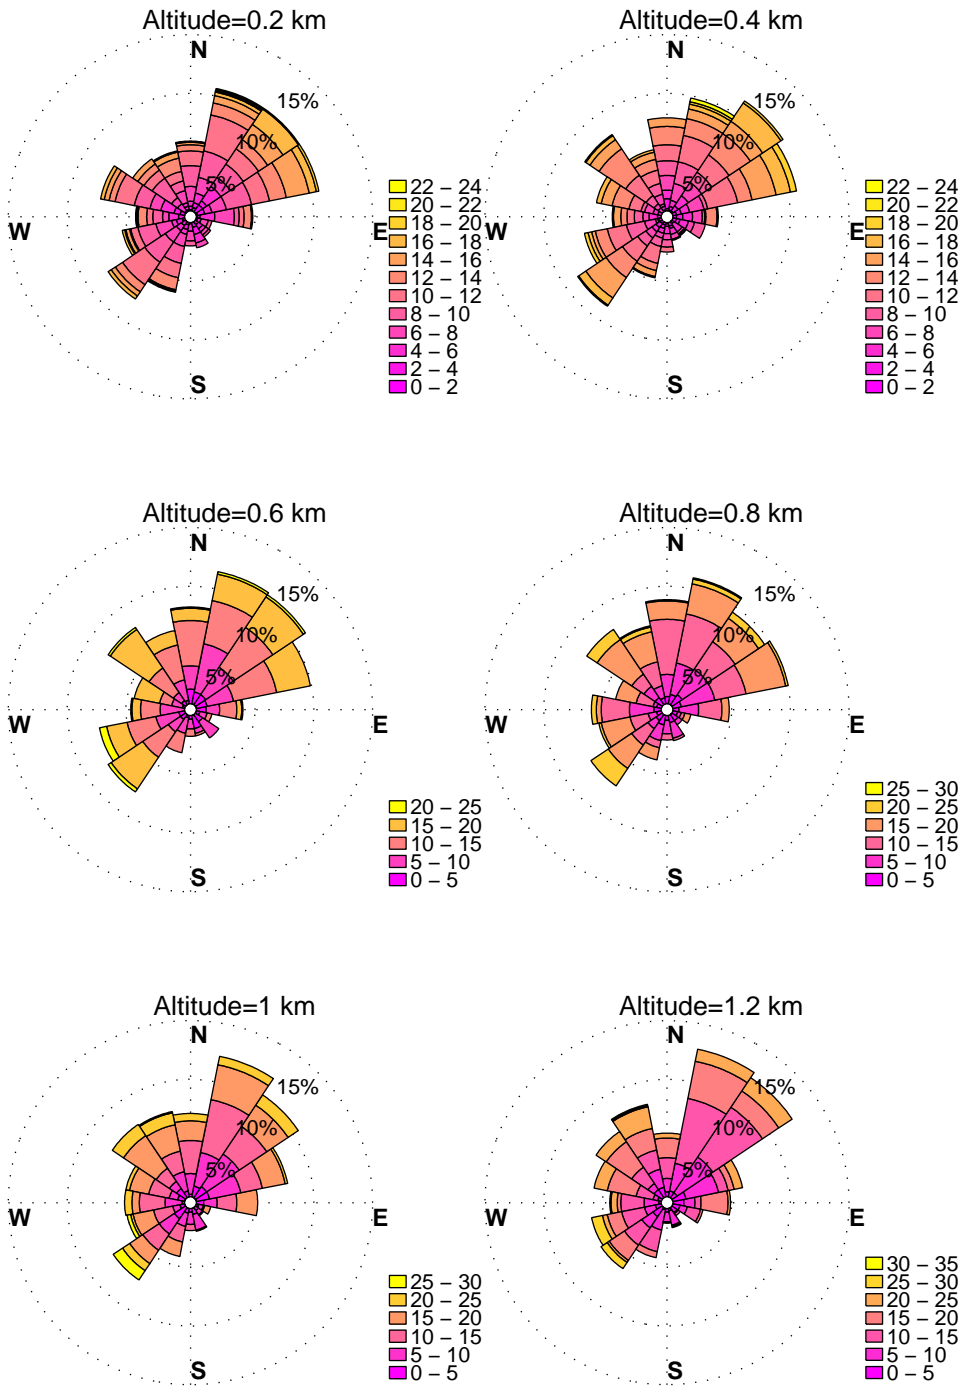 Altitude=0.2 km
N
15%
10%
5%
W
E
S
22 – 24
20 – 22
18 – 20
16 – 18
14 – 16
12 – 14
10 – 12
8 – 10
6 – 8
4 – 6
2 – 4
0 – 2
Altitude=0.4 km
N
15%
10%
5%
W
E
S
22 – 24
20 – 22
18 – 20
16 – 18
14 – 16
12 – 14
10 – 12
8 – 10
6 – 8
4 – 6
2 – 4
0 – 2
Altitude=0.6 km
N
15%
10%
5%
W
E
S
20 – 25
15 – 20
10 – 15
5 – 10
0 – 5
Altitude=0.8 km
N
15%
10%
5%
W
E
S
25 – 30
20 – 25
15 – 20
10 – 15
5 – 10
0 – 5
Altitude=1 km
N
15%
10%
5%
W
E
S
25 – 30
20 – 25
15 – 20
10 – 15
5 – 10
0 – 5
Altitude=1.2 km
N
15%
10%
5%
W
E
S
30 – 35
25 – 30
20 – 25
15 – 20
10 – 15
5 – 10
0 – 5